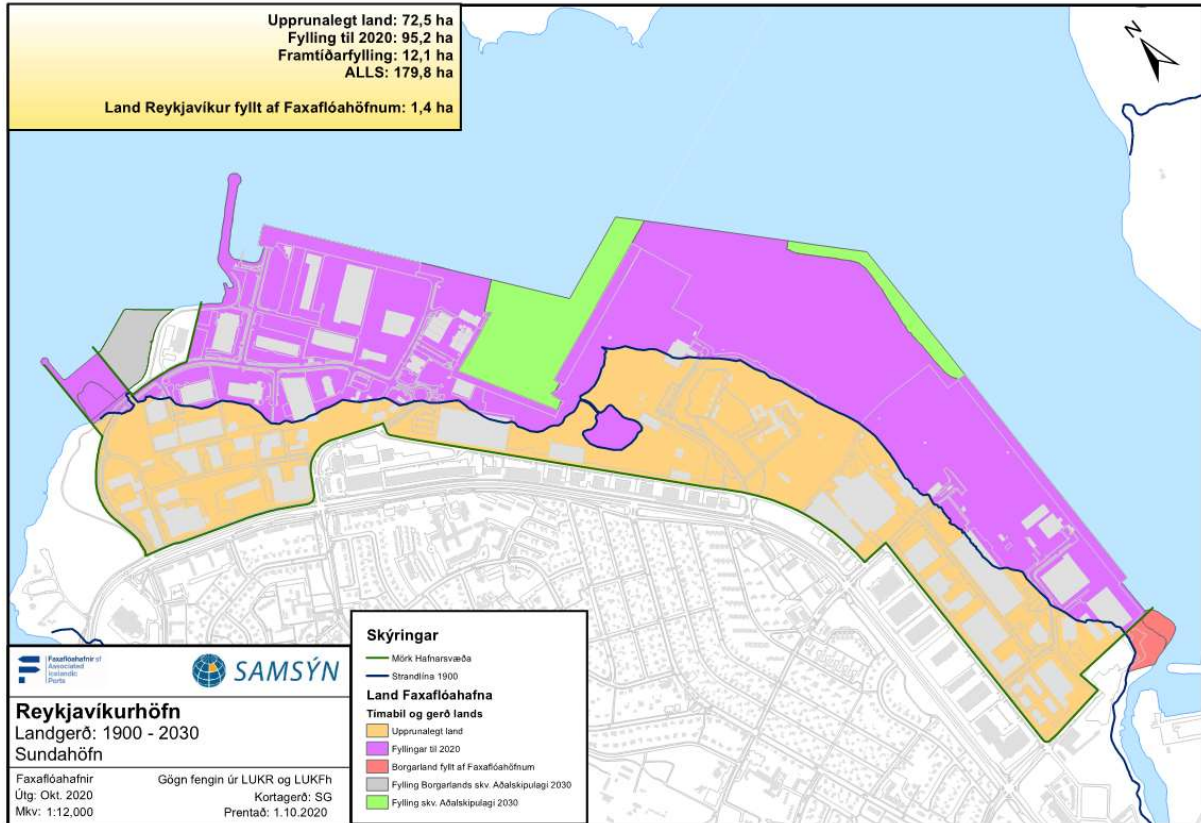 Upprunalegt land: 72,5 ha
Fylling til 2020: 95,2 ha
Framtíðarfylling: 12,1 ha
ALLS: 179,8 ha
Land Reykjavíkur fyllt af Faxaflóahöfnum: 1,4 ha
N
Faxaflóahafnir sf
Associated
Icelandic
Ports
SAMSÝN
Reykjavíkurhöfn
Landgerð: 1900 - 2030
Sundahöfn
Faxaflóahafnir
Útg: Okt. 2020
Mkv: 1:12,000
Gögn fengin úr LUKR og LUKFh
Kortagerð: SG
Prentað: 1.10.2020
Skýringar
Mörk Hafnarsvæða
Strandlína 1900
Land Faxaflóahafna
Tímabil og gerð lands
Upprunalegt land
Fyllingar til 2020
Borgarland fyllt af Faxaflóahöfnum
Fylling Borgarlands skv. Aðalskipulagi 2030
Fylling skv. Aðalskipulagi 2030